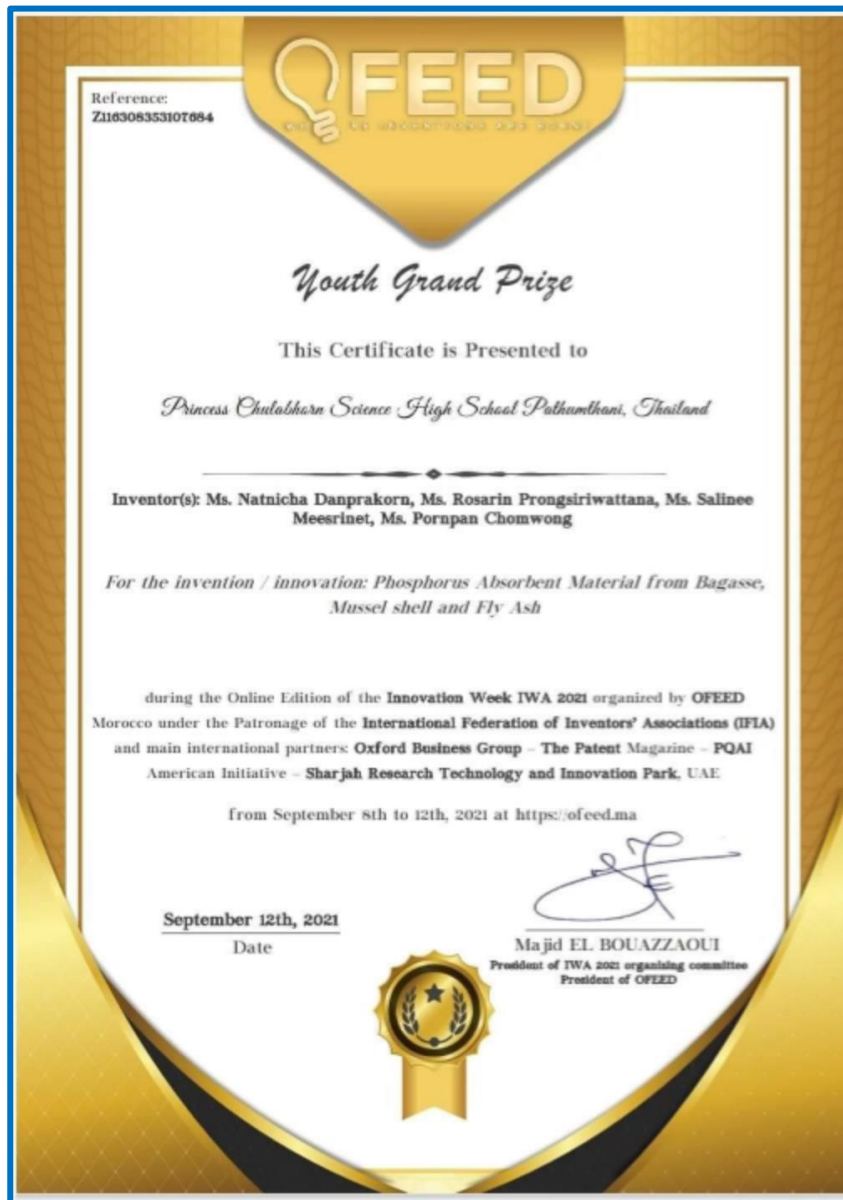 OFEED
Reference:
Z116308353107684
Youth Grand Prize
This Certificate is Presented to
Princess Chulabhorn Science High School Pathumthani, Thailand
Inventor(s): Ms. Natnicha Danprakorn, Ms. Rosarin Prongsiriwattana, Ms. Salinee
Meesrinet, Ms. Pornpan Chomwong
For the invention / innovation: Phosphorus Absorbent Material from Bagasse,
Mussel shell and Fly Ash
during the Online Edition of the Innovation Week IWA 2021 organized by OFEED
Morocco under the Patronage of the International Federation of Inventors' Associations (IFIA)
and main international partners: Oxford Business Group – The Patent Magazine – PQAI
American Initiative – Sharjah Research Technology and Innovation Park, UAE
from September 8th to 12th, 2021 at https://ofeed.ma
September 12th, 2021
Date
Majid EL BOUAZZAOUI
President of IWA 2021 organizing committee
President of OFEED